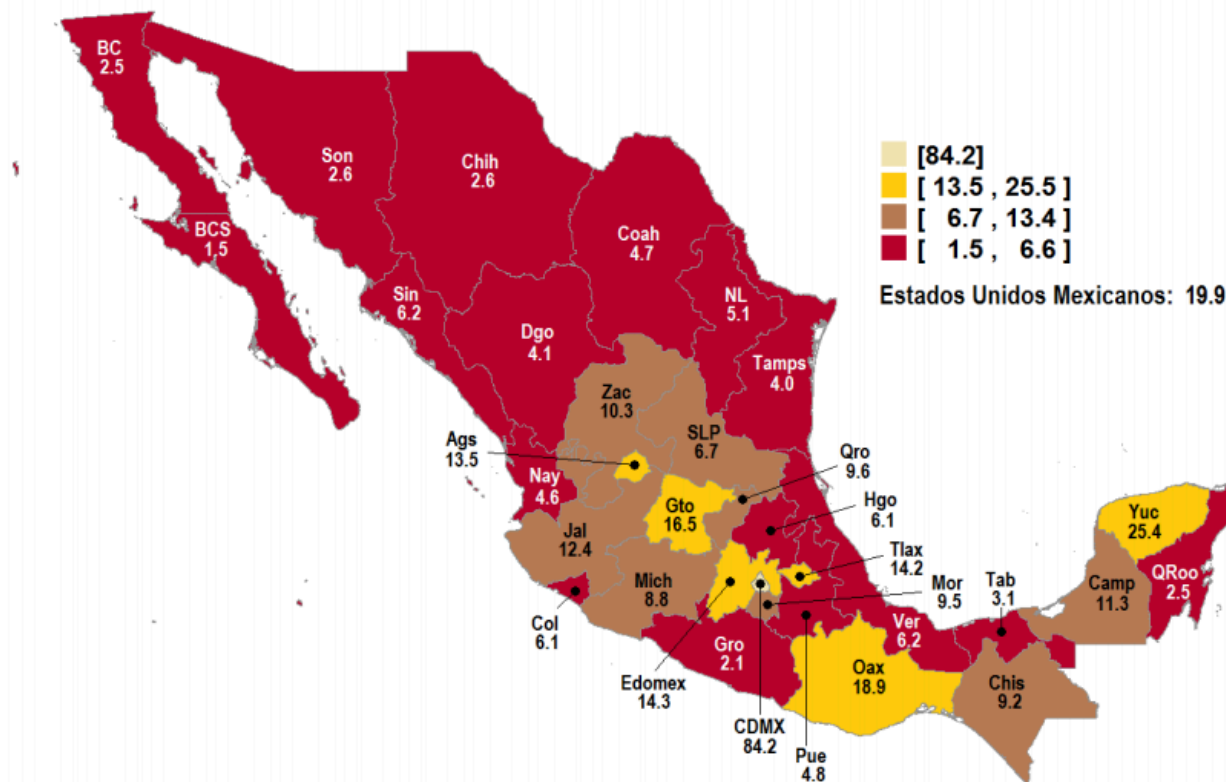 BC
2.5
Son
2.6
Chih
2.6
[84.2]
[ 13.5 , 25.5 ]
[ 6.7 , 13.4 ]
[ 1.5 , 6.6 ]
Estados Unidos Mexicanos: 19.9
BCS
1.5
Coah
4.7
Sin
6.2
NL
5.1
Dgo
4.1
Tamps
4.0
Zac
10.3
SLP
6.7
Ags
13.5
Qro
9.6
Nay
4.6
Gto
16.5
Hgo
6.1
Yuc
25.4
Jal
12.4
Tlax
14.2
Mich
8.8
Mor
9.5
Tab
3.1
Camp
11.3
QRoo
2.5
Col
6.1
Ver
6.2
Gro
2.1
Edomex
14.3
Oax
18.9
Chis
9.2
CDMX
84.2
Pue
4.8